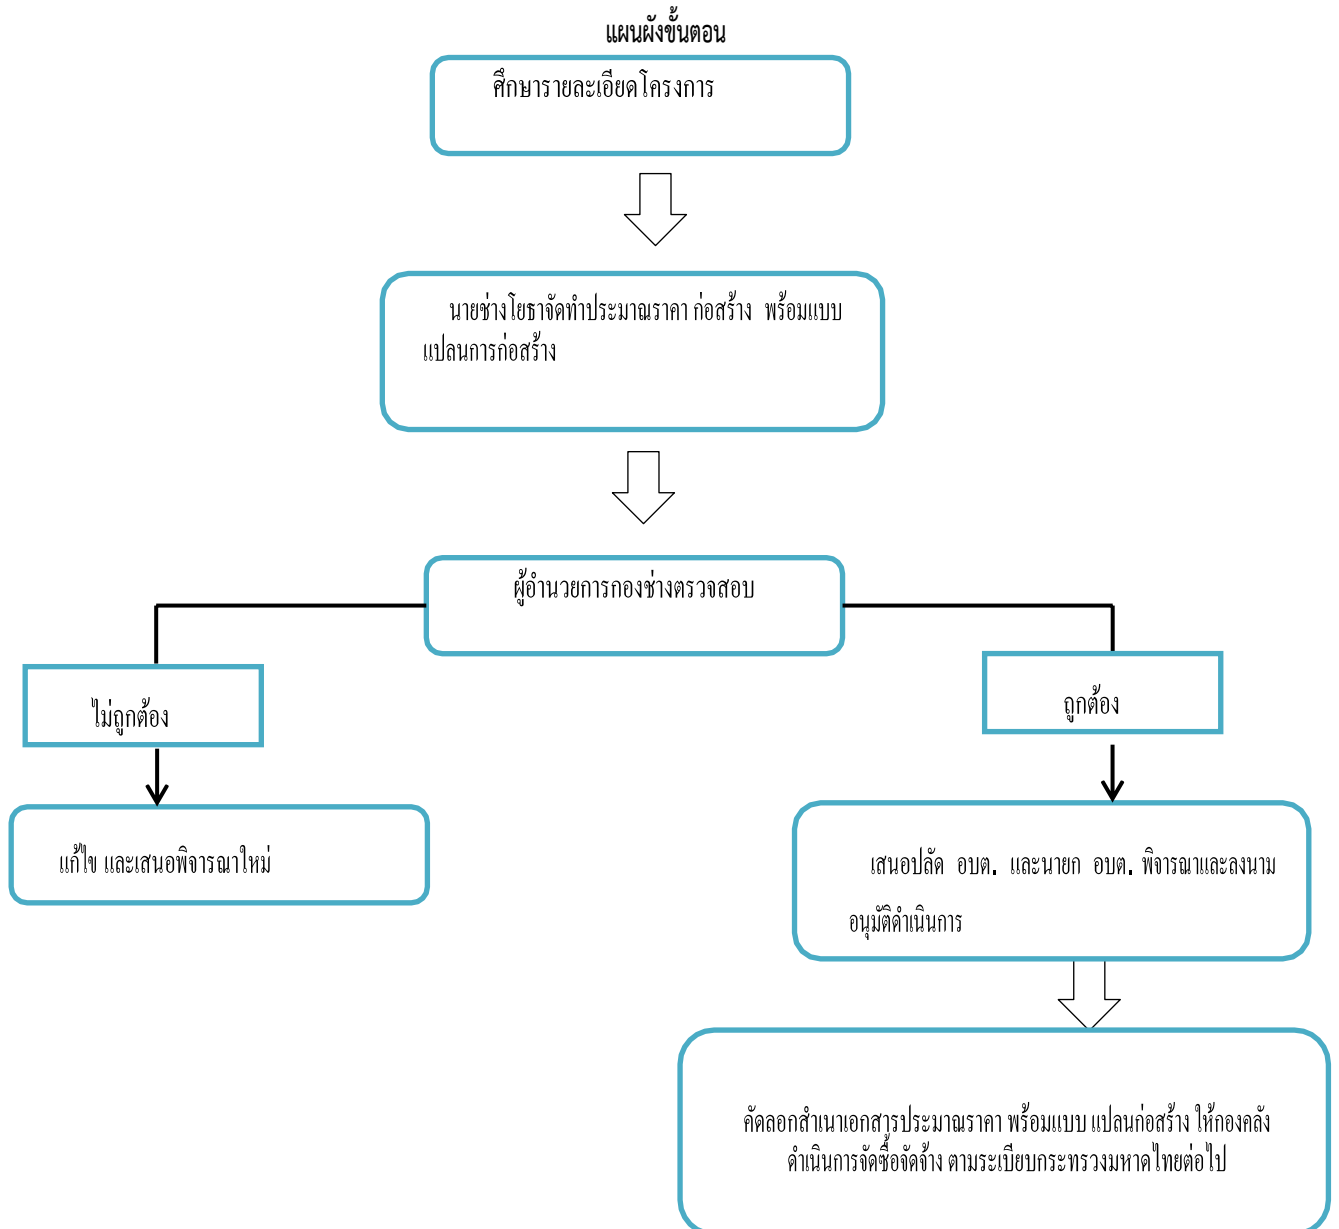 แผนผังขั้นตอน
ศึกษารายละเอียดโครงการ
นายช่างโยธาจัดทำประมาณราคา ก่อสร้าง พร้อมแบบ
แปลนการก่อสร้าง
ผู้อำนวยการกองช่างตรวจสอบ
ไม่ถูกต้อง
ถูกต้อง
แก้ไข และเสนอพิจารณาใหม่
เสนอปลัด อบต. และนายก อบต. พิจารณาและลงนาม
อนุมัติดำเนินการ
คัดลอกสำเนาเอกสารประมาณราคา พร้อมแบบ แปลนก่อสร้าง ให้กองคลัง
ดำเนินการจัดซื้อจัดจ้าง ตามระเบียบกระทรวงมหาดไทยต่อไป